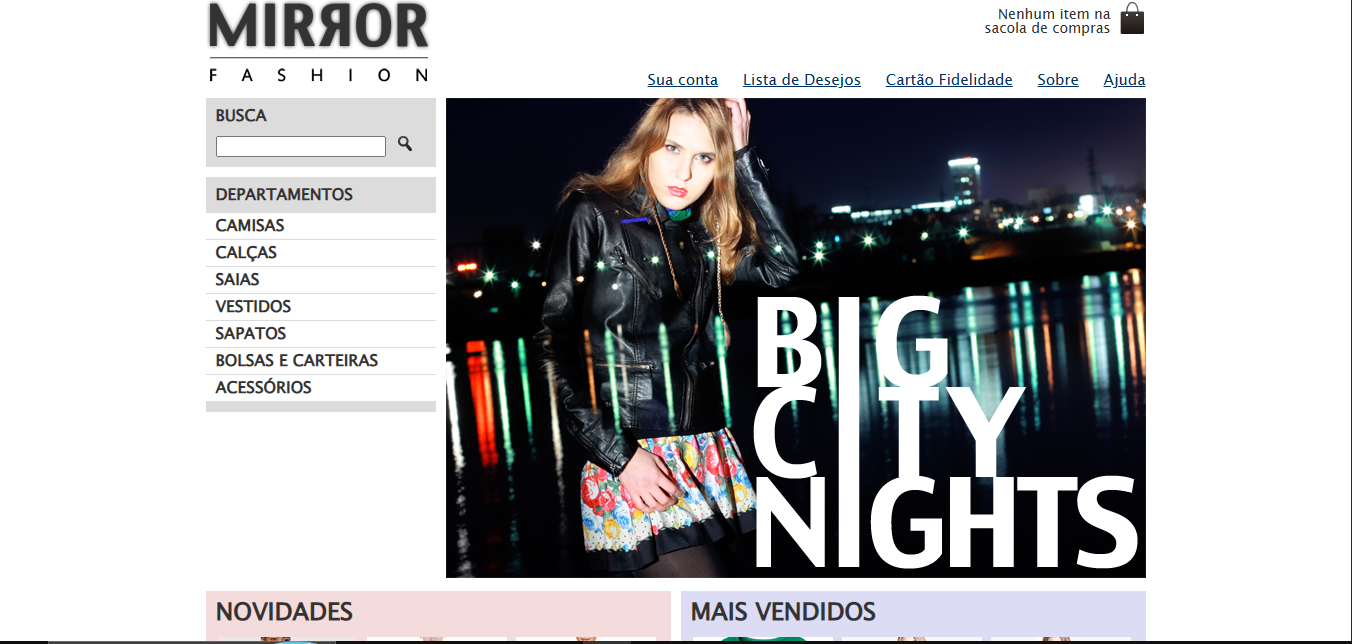 MIRROR
FASHION
Nenhum item na
sacola de compras
Sua conta Lista de Desejos Cartão Fidelidade Sobre Ajuda
BUSCA
DEPARTAMENTOS
CAMISAS
CALÇAS
SAIAS
VESTIDOS
SAPATOS
BOLSAS E CARTEIRAS
ACESSÓRIOS
BIG
CITY
NIGHTS
NOVIDADES
MAIS VENDIDOS